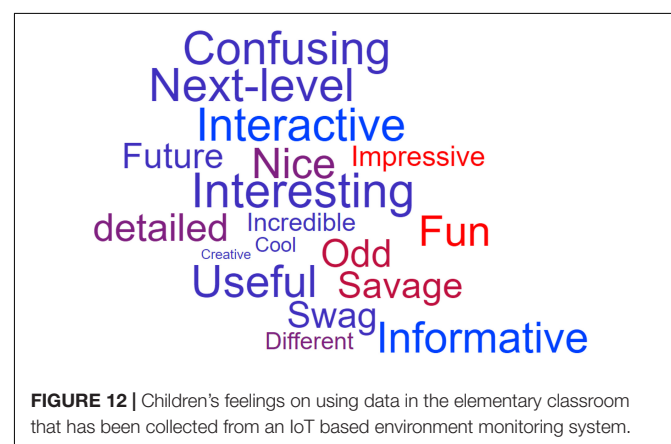 Confusing
Next-level
Interactive
Future Nice Impressive
Interesting
detailed Incredible Fun
Creative Cool Odd
Useful Savage
Swag
Different Informative
FIGURE 12 | Children's feelings on using data in the elementary classroom
that has been collected from an IoT based environment monitoring system.